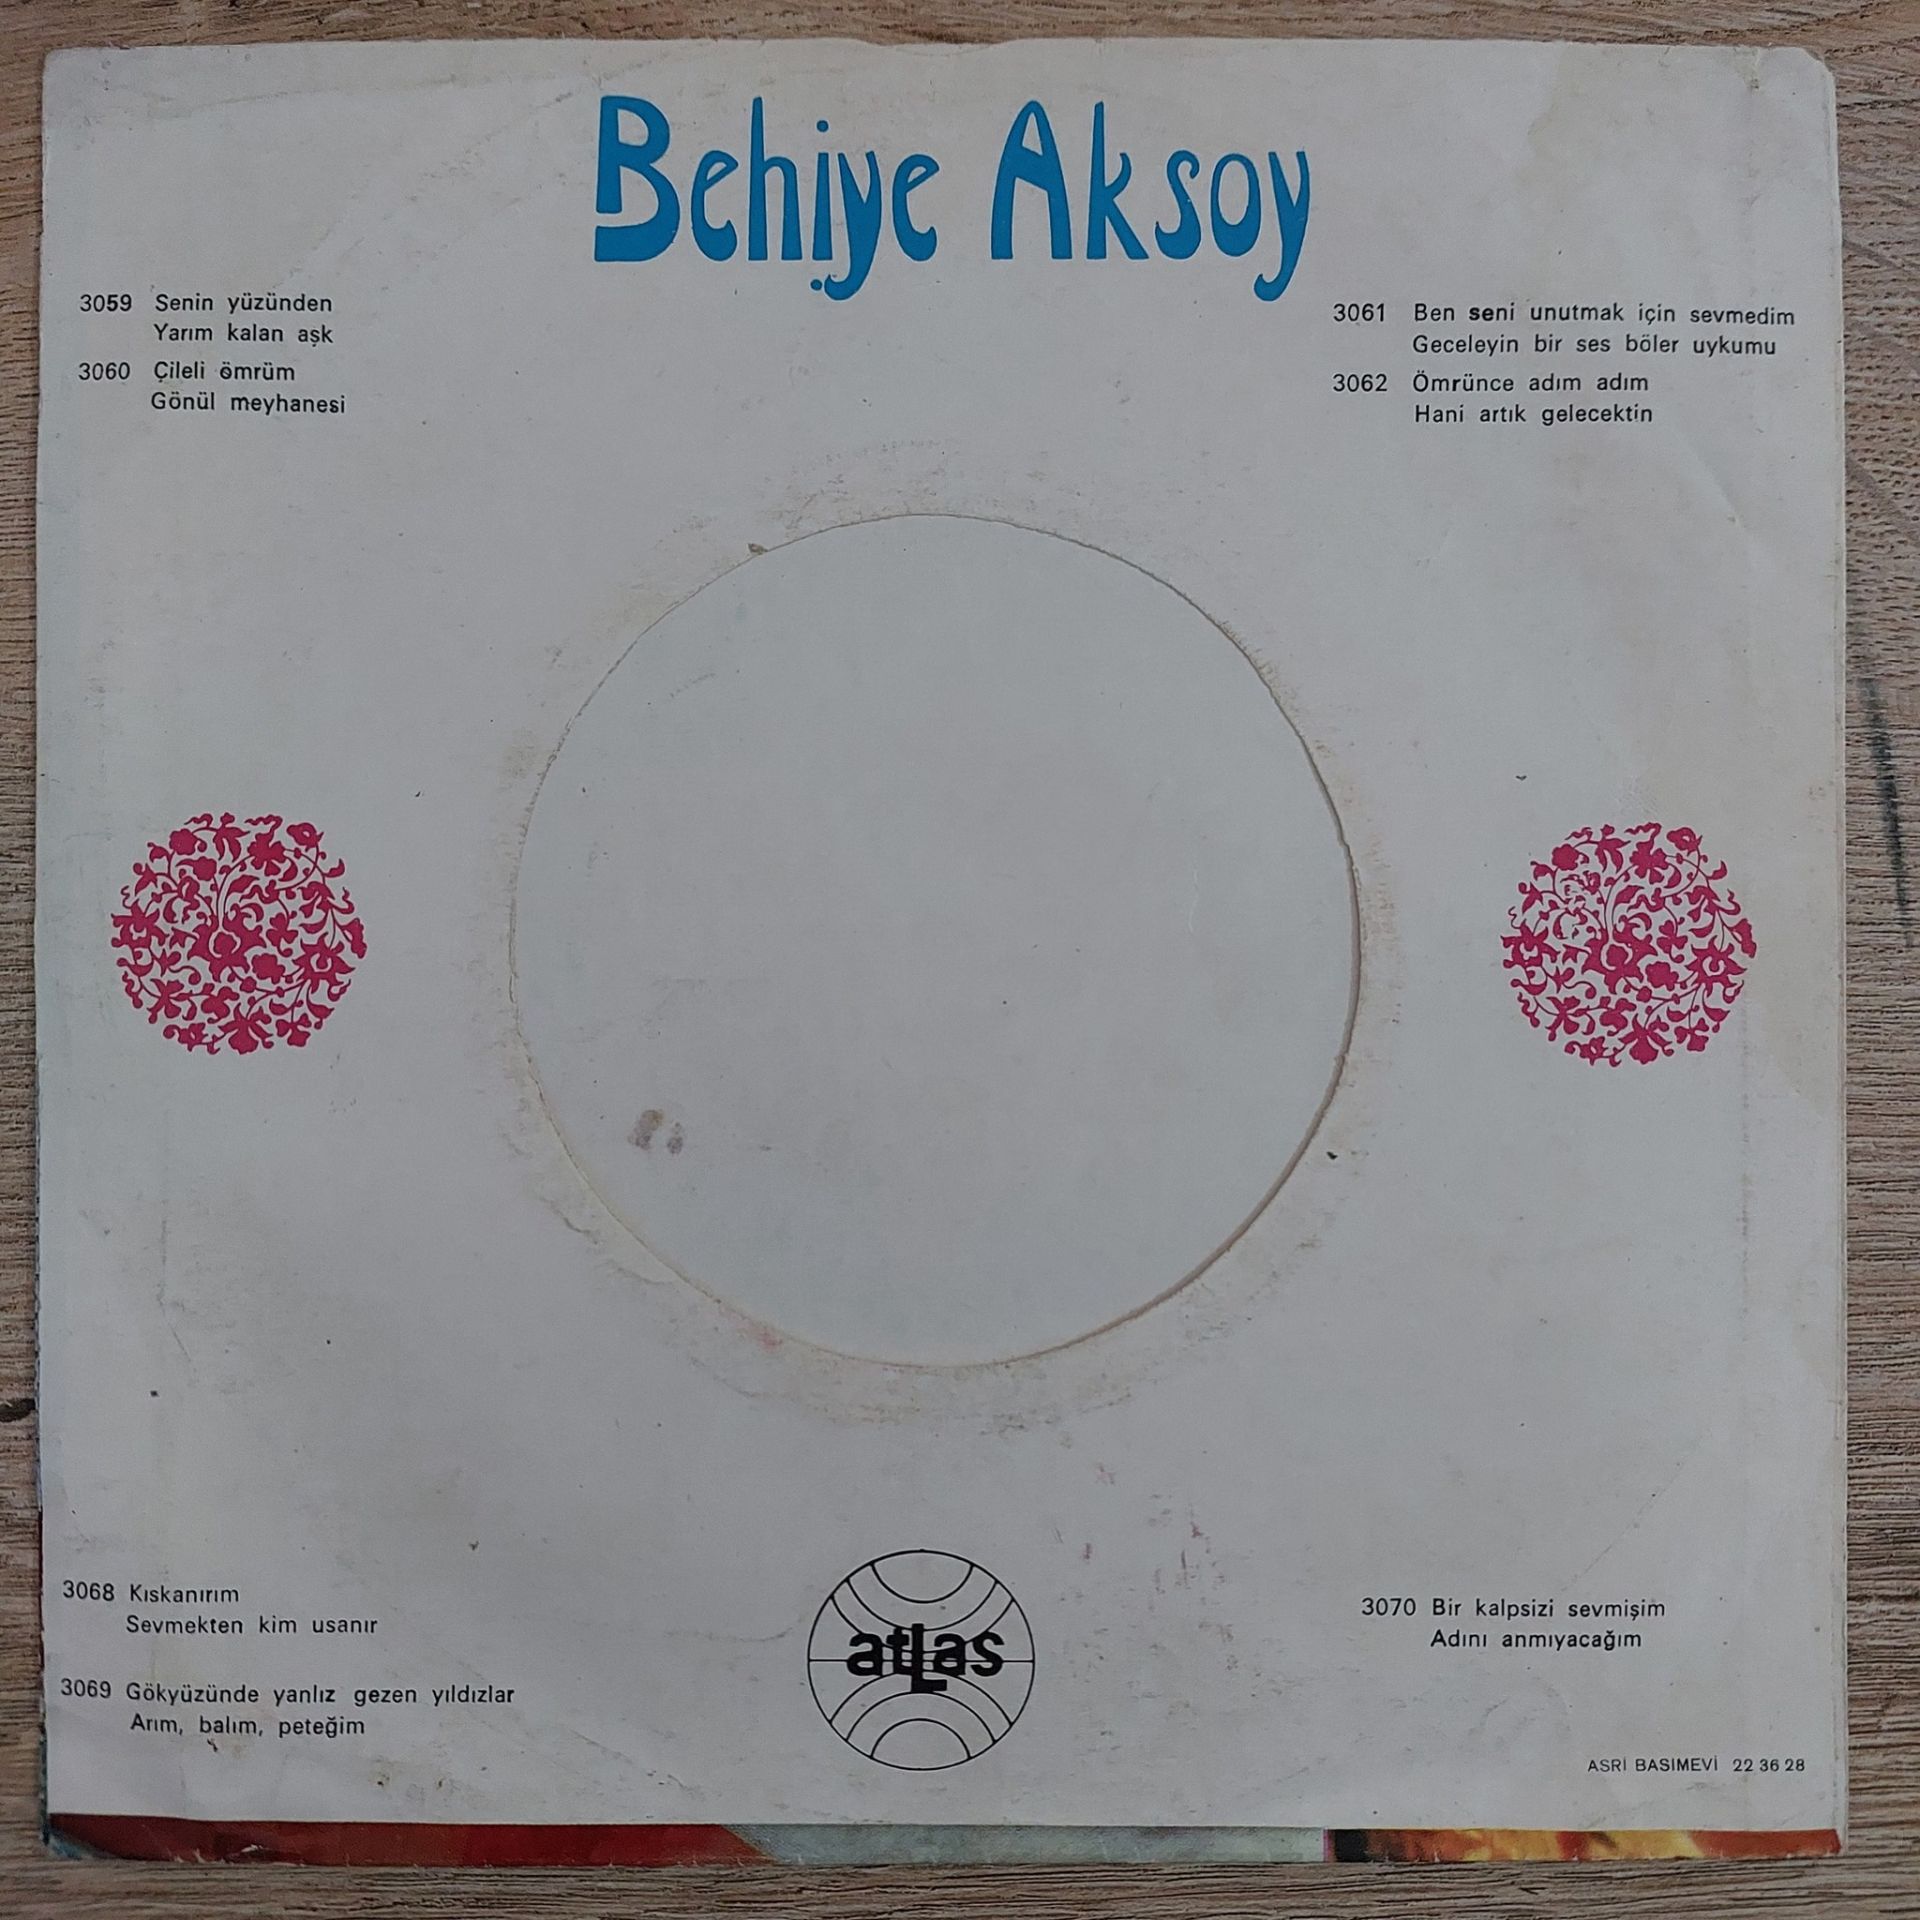 Behiye Aksoy
3059 Senin yüzünden
Yarım kalan aşk
3060 Çileli ömrüm
Gönül meyhanesi
3061 Ben seni unutmak için sevmedim
Geceleyin bir ses böler uykumu
3062 Ömrünce adım adım
Hani artık gelecektin
3068 Kıskanırım
Sevmekten kim usanır
3069 Gökyüzünde yanlız gezen yıldızlar
Arım, balım, peteğim
atLas
3070 Bir kalpsizi sevmişim
Adını anmıyacağım
ASRİ BASIMEVİ 22 36 28